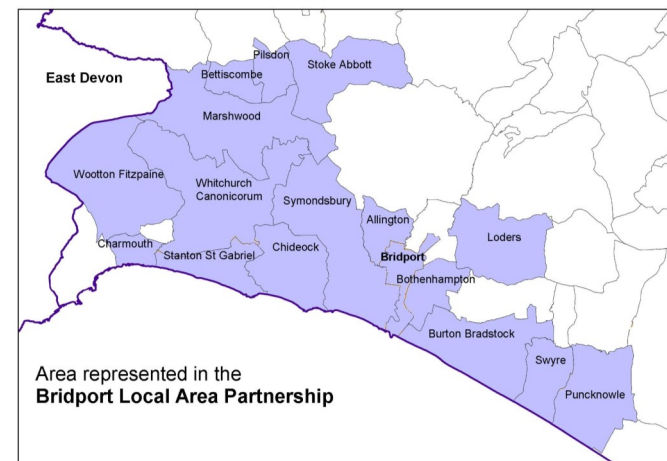 Pilsdon
Stoke Abbott
East Devon
Bettiscombe
Marshwood
Wootton Fitzpaine
Whitchurch
Canonicorum
Symondsbury
Allington
Loders
Charmouth
Stanton St Gabriel
Chideock
Bridport
Bothenhampton
Burton Bradstock
Swyre
Puncknowle
Area represented in the
Bridport Local Area Partnership